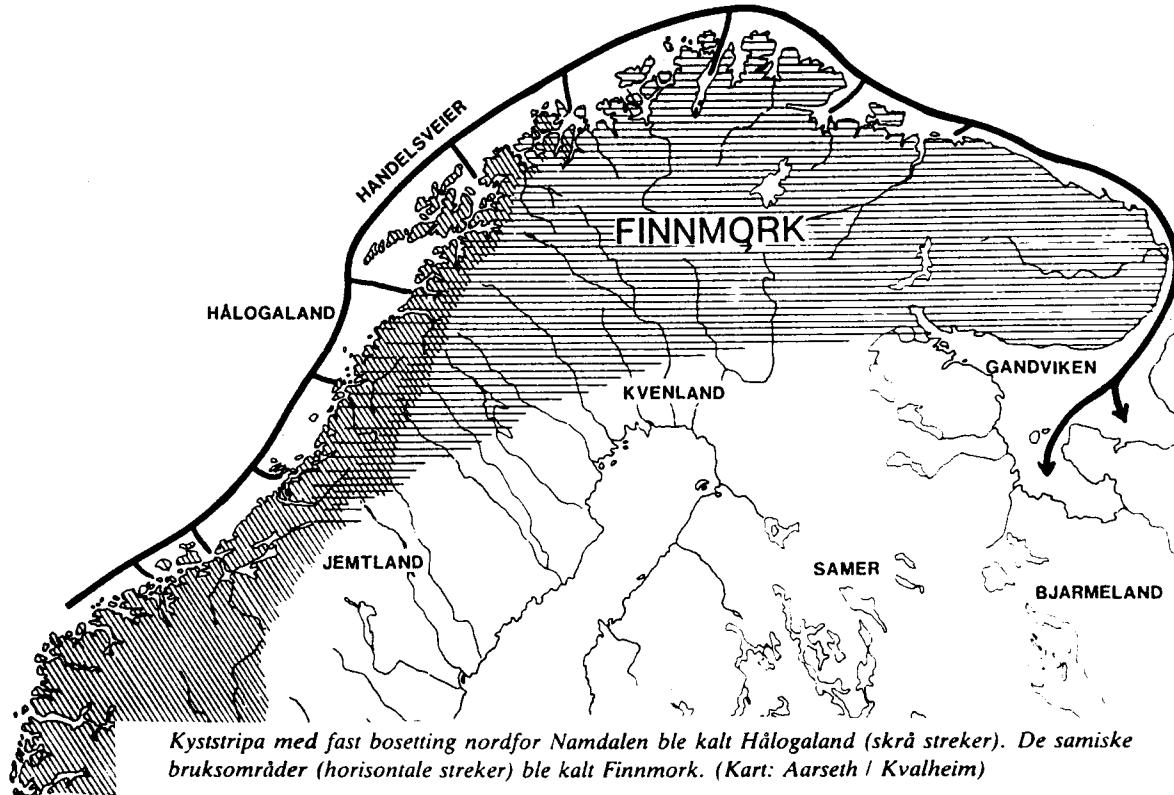 HANDELSVEIER
FINNMORK
HÅLOGALAND
GANDVIKEN
KVENLAND
JEMTLAND
SAMER
BJARMELAND
Kyststripa med fast bosetting nordfor Namdalen ble kalt Hålogaland (skrå streker). De samiske
bruksområder (horisontale streker) ble kalt Finnmork. (Kart: Aarseth / Kvalheim)